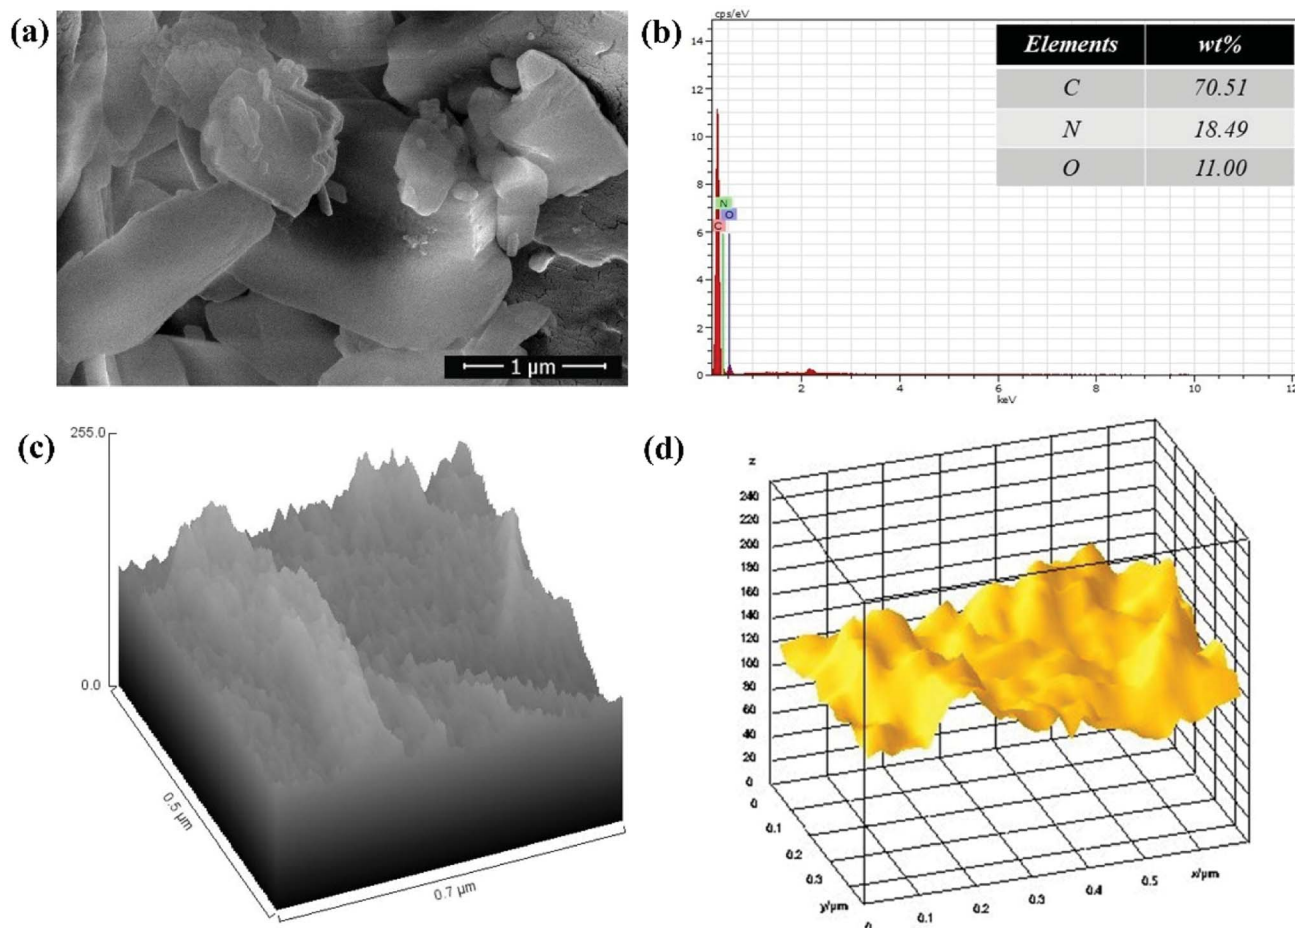 (a)
1 µm
(b)
cps/eV
14
12
10
8
6
4
2
0
N
O
C
2
4
6
8
10
12
keV
Elements wt%
C 70.51
N 18.49
O 11.00
(c)
255.0
0.0
0.5 µm
0.7 µm
(d)
z
240
220
200
180
160
140
120
100
80
60
40
20
0
0
0.1
0.2
0.3
y/µm
0
0.1
0.2
0.3
0.4
0.5
x/µm